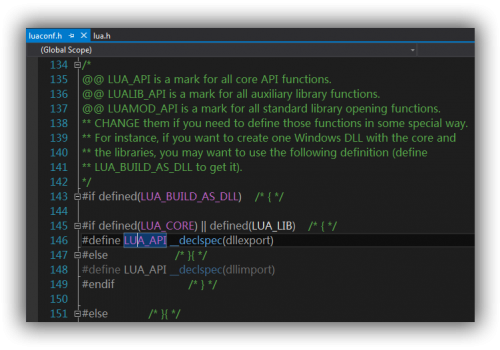 luaconf.h lua.h
(Global Scope)
134 /*
135 @@ LUA_API is a mark for all core API functions.
136 @@ LUALIB_API is a mark for all auxiliary library functions.
137 @@ LUAMOD_API is a mark for all standard library opening functions.
138 ** CHANGE them if you need to define those functions in some special way.
139 ** For instance, if you want to create one Windows DLL with the core and
140 ** the libraries, you may want to use the following definition (define
141 ** LUA_BUILD_AS_DLL to get it).
142 */
143 #if defined(LUA_BUILD_AS_DLL) /* { */
144
145 #if defined(LUA_CORE) || defined(LUA_LIB) /* { */
146 #define LUA_API __declspec(dllexport)
147 #else /* }{ */
148 #define LUA_API __declspec(dllimport)
149 #endif /* } */
150
151 #else /* }{ */